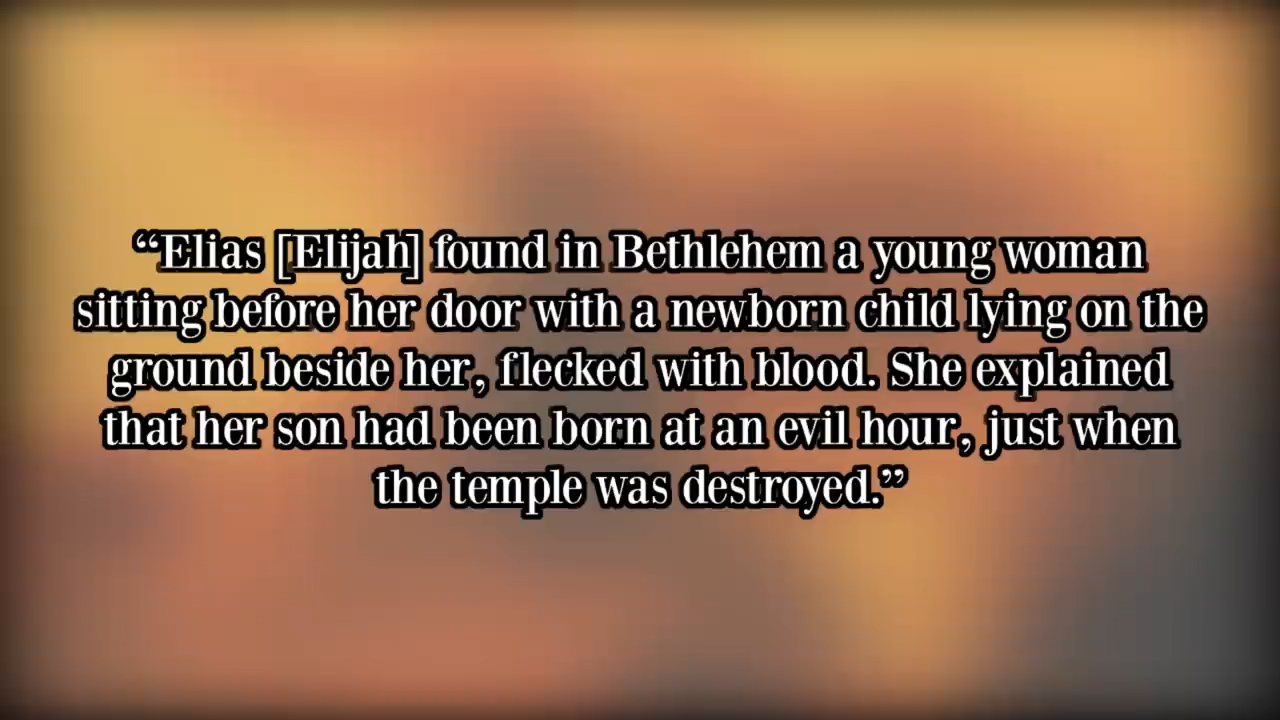 “Elias [Elijah] found in Bethlehem a young woman
sitting before her door with a newborn child lying on the
ground beside her, flecked with blood. She explained
that her son had been born at an evil hour, just when
the temple was destroyed.”